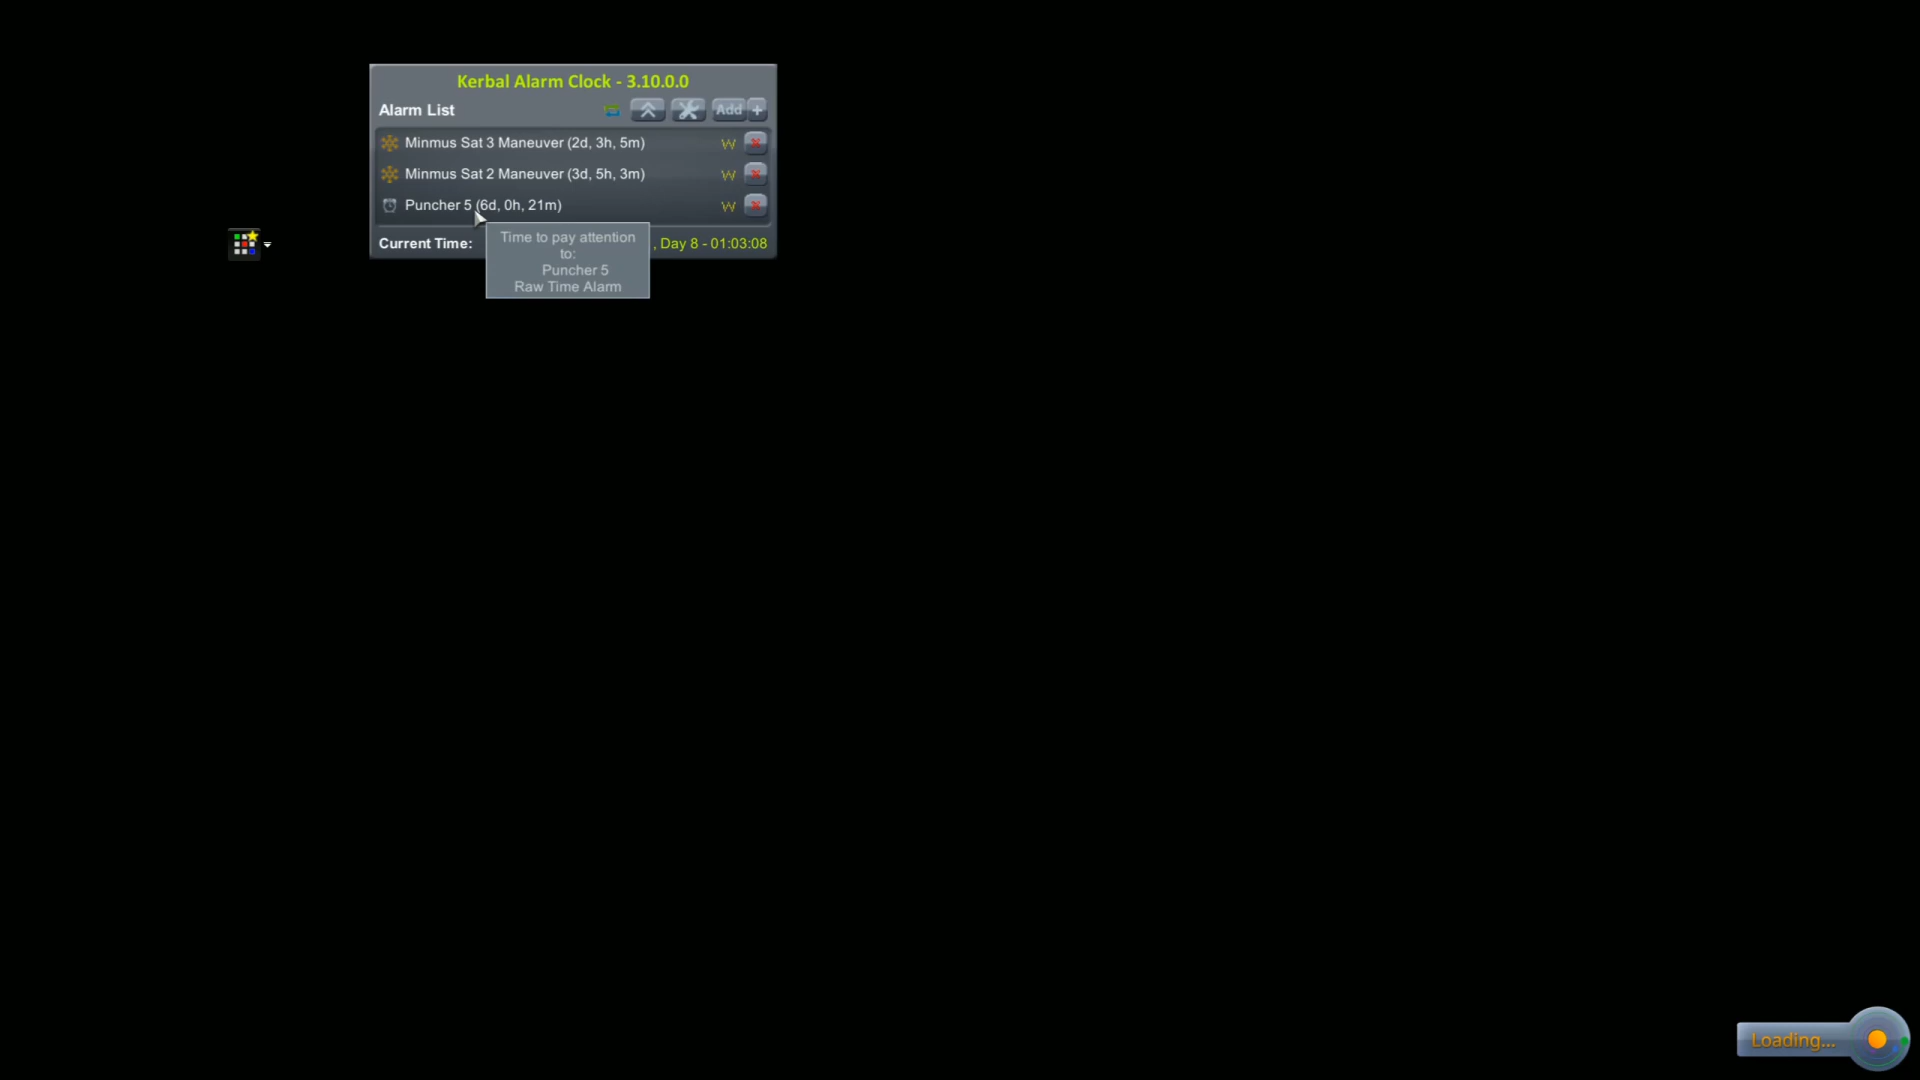 Kerbal Alarm Clock - 3.10.0.0
Alarm List Add +
Minmus Sat 3 Maneuver (2d, 3h, 5m) W
Minmus Sat 2 Maneuver (3d, 5h, 3m) W
Puncher 5 (6d, 0h, 21m) W
Current Time: , Day 8 - 01:03:08
Time to pay attention
to:
Puncher 5
Raw Time Alarm
Loading...